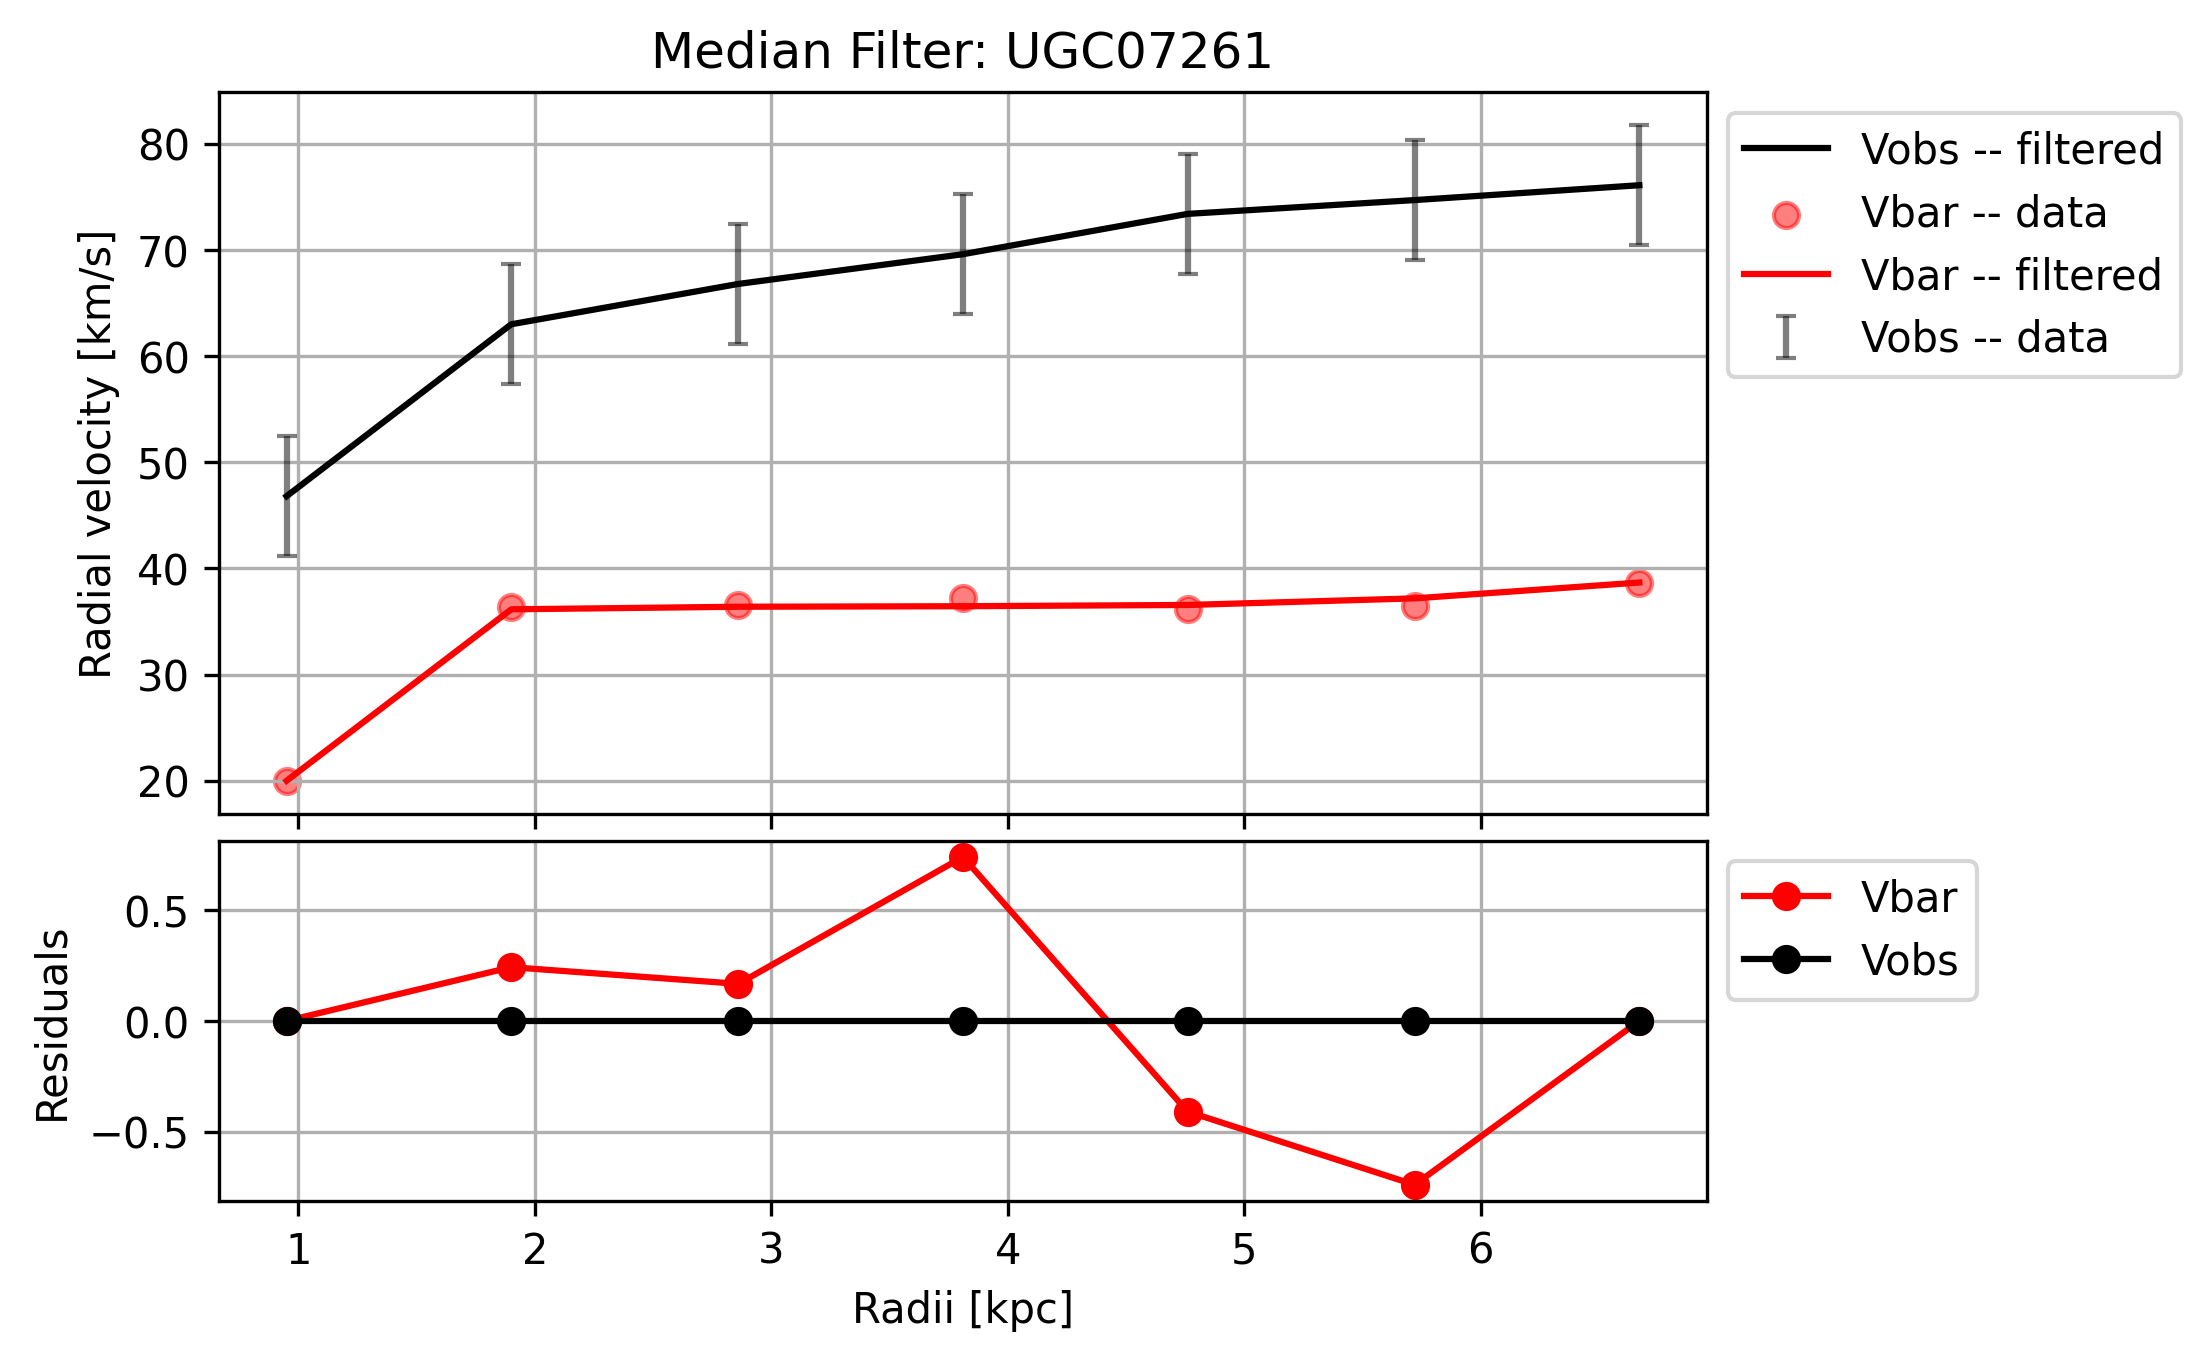 Median Filter: UGC07261
Radial velocity [km/s]
80
70
60
50
40
30
20
Vobs -- filtered
Vbar -- data
Vbar -- filtered
Vobs -- data
Residuals
0.5
0.0
−0.5
Vbar
Vobs
1 2 3 4 5 6
Radii [kpc]